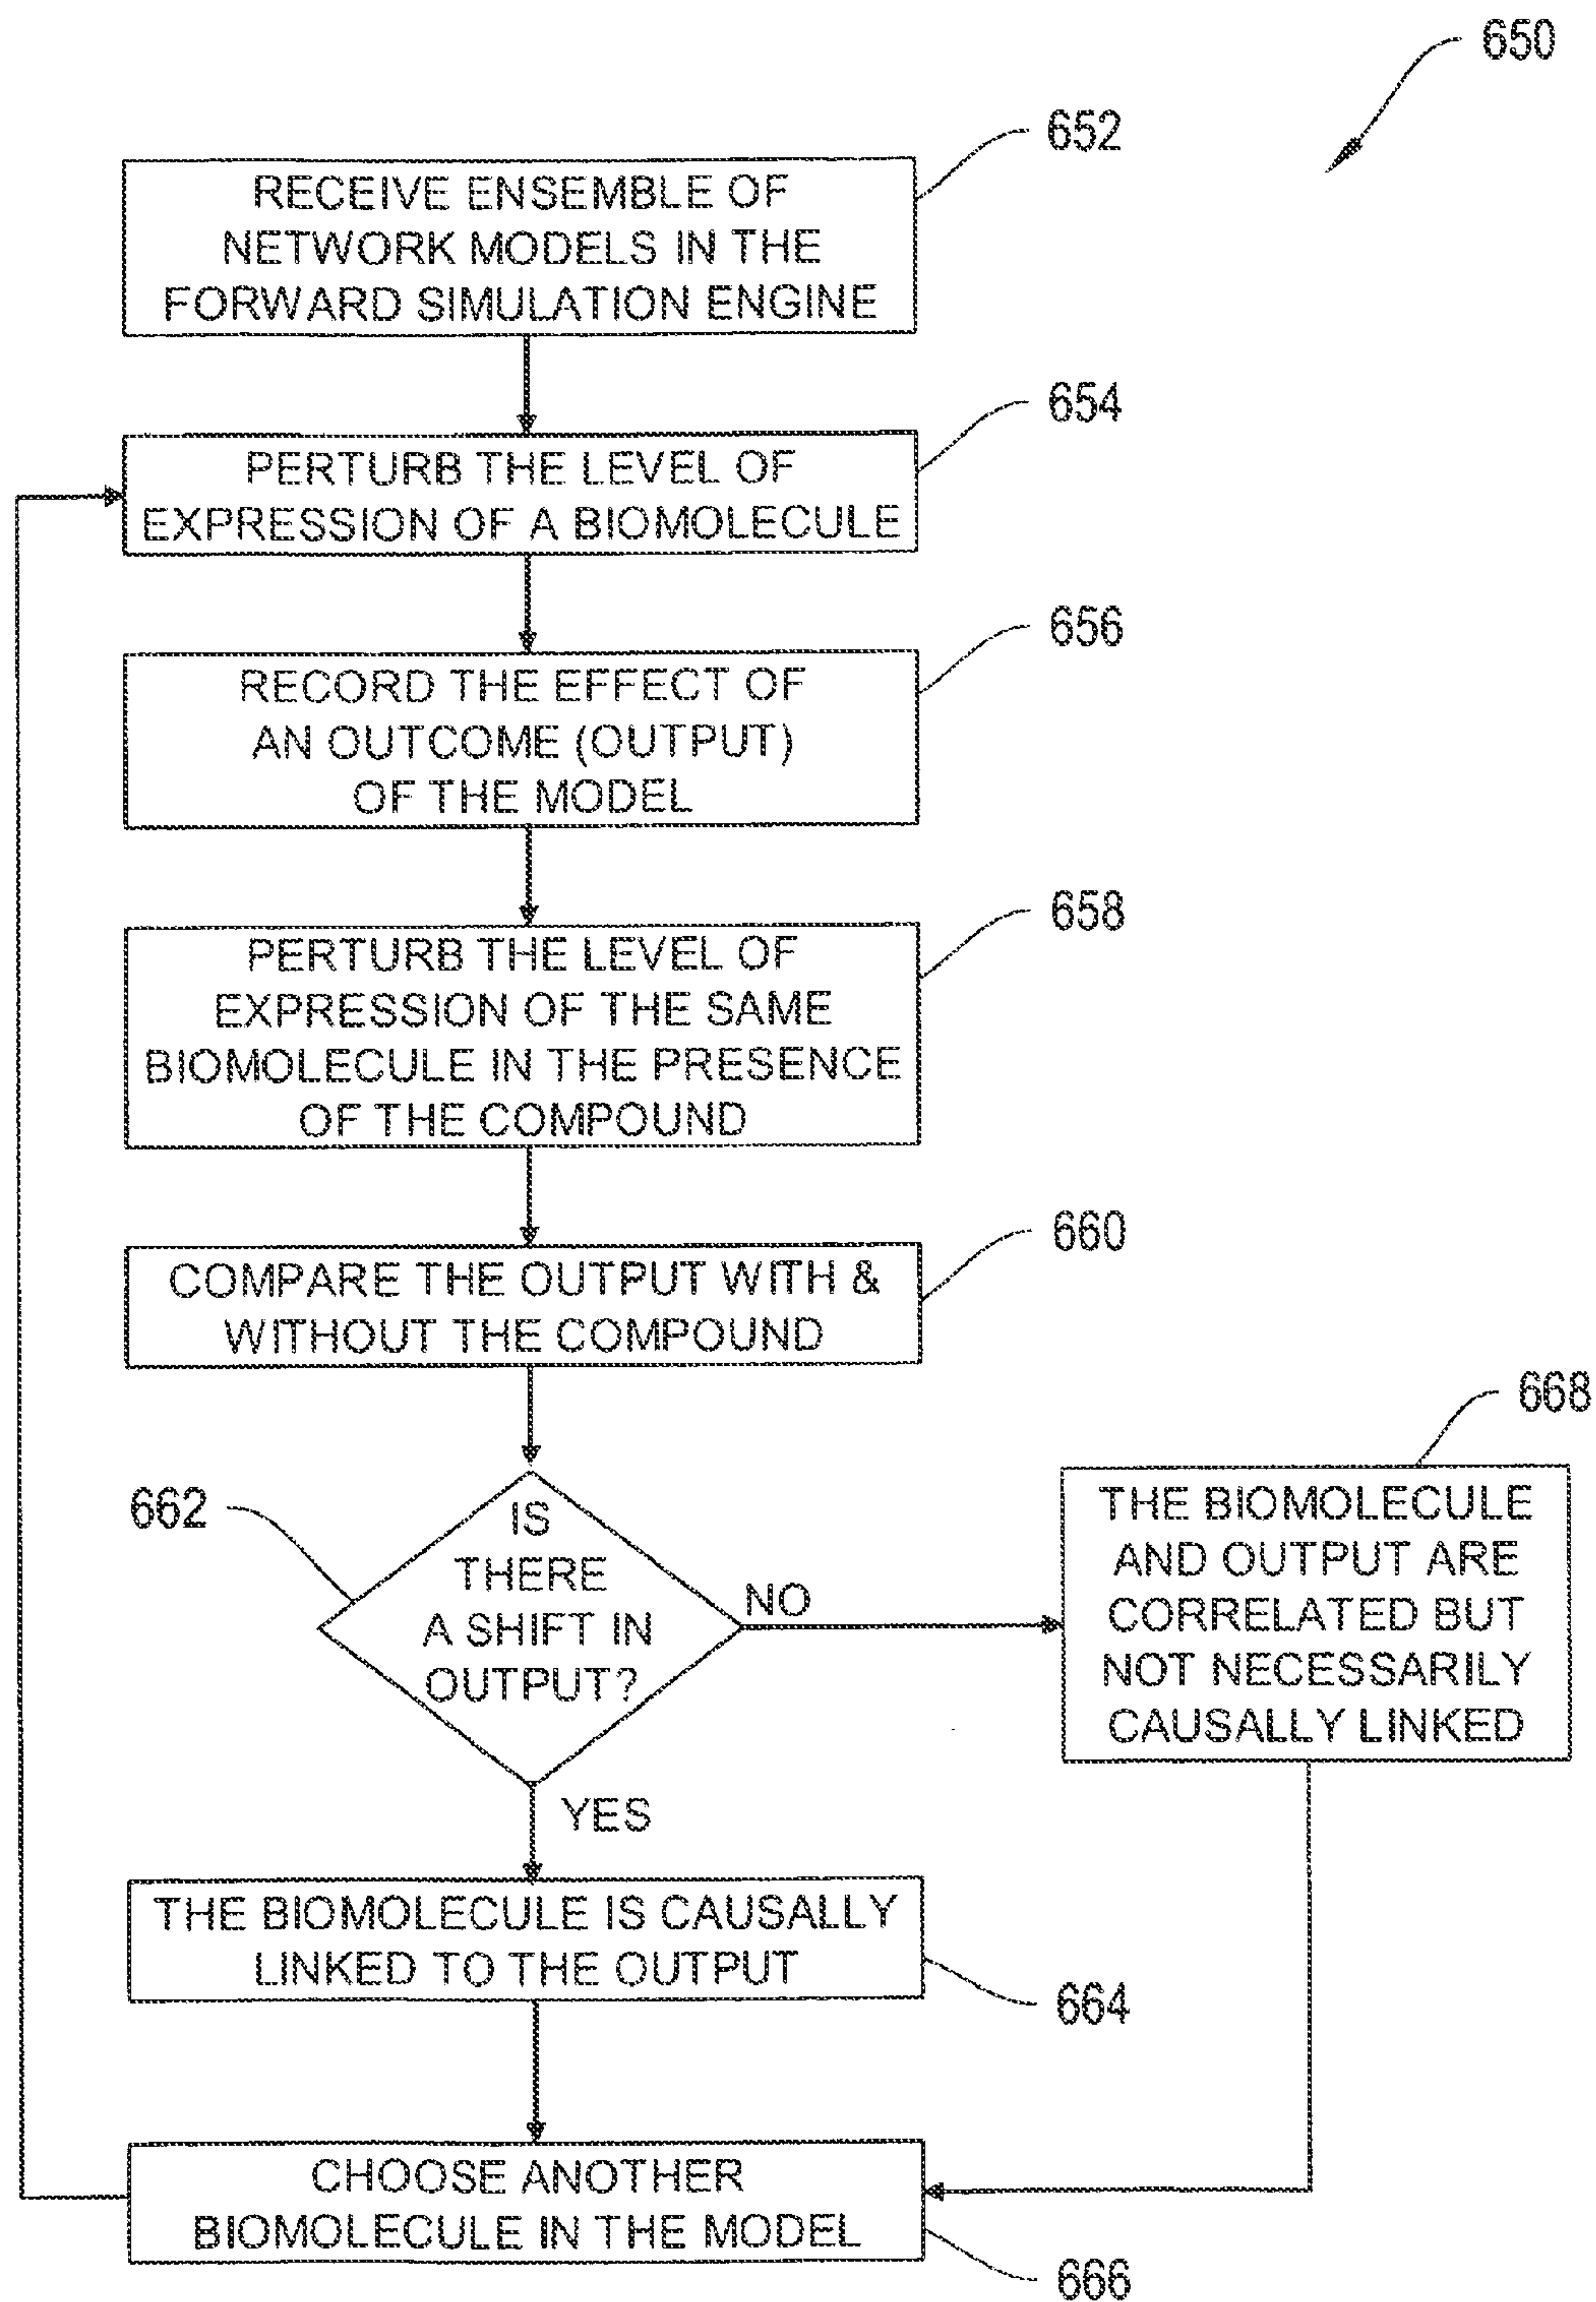 650
652
RECEIVE ENSEMBLE OF
NETWORK MODELS IN THE
FORWARD SIMULATION ENGINE
654
PERTURB THE LEVEL OF
EXPRESSION OF A BIOMOLECULE
656
RECORD THE EFFECT OF
AN OUTCOME (OUTPUT)
OF THE MODEL
658
PERTURB THE LEVEL OF
EXPRESSION OF THE SAME
BIOMOLECULE IN THE PRESENCE
OF THE COMPOUND
660
COMPARE THE OUTPUT WITH &
WITHOUT THE COMPOUND
662
IS
THERE
A SHIFT IN
OUTPUT?
NO
668
THE BIOMOLECULE
AND OUTPUT ARE
CORRELATED BUT
NOT NECESSARILY
CAUSALLY LINKED
YES
THE BIOMOLECULE IS CAUSALLY
LINKED TO THE OUTPUT
664
CHOOSE ANOTHER
BIOMOLECULE IN THE MODEL
666